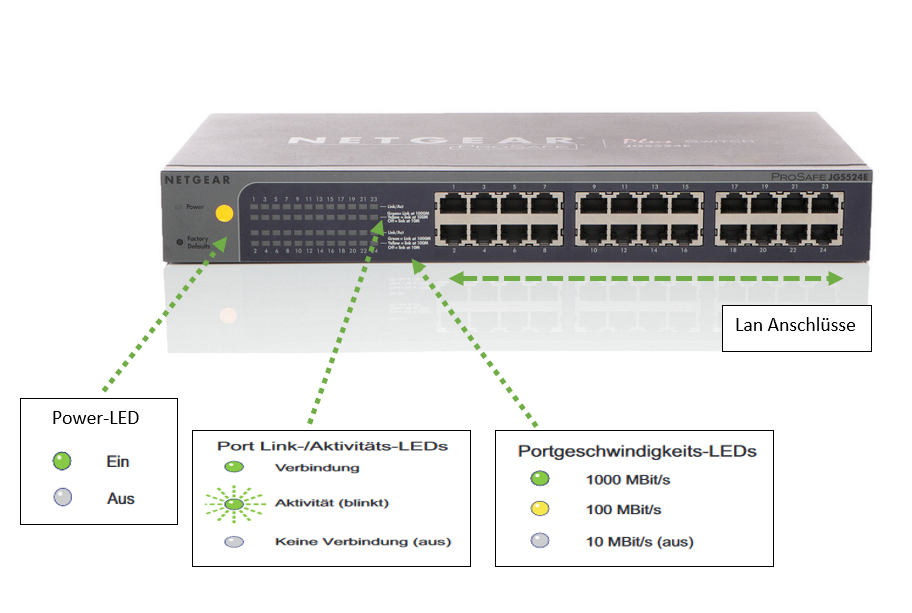 NETGEAR
PROSAFE
Plus SWITCH
JGS524E
NETGEAR
PROSAFE JGS524E
1 3 5 7 9 11 13 15 17 19 21 23
Link/Act
Power
Green= Link at 1000M
Yellow = link at 100M
Off = link at 10M
Link/Act
Factory
Defaults
Green = link at 1000M
Yellow = link at 100M
Off = link at 10M
2 4 6 8 10 12 14 16 18 20 22
1 3 5 7
9 11 13 15
17 19 21 23
2 4 6 8
10 12 14 16
18 20 22 24
Lan Anschlüsse
Power-LED
Ein
Aus
Port Link-/Aktivitäts-LEDs
Verbindung
Aktivität (blinkt)
Keine Verbindung (aus)
Portgeschwindigkeits-LEDs
1000 MBit/s
100 MBit/s
10 MBit/s (aus)